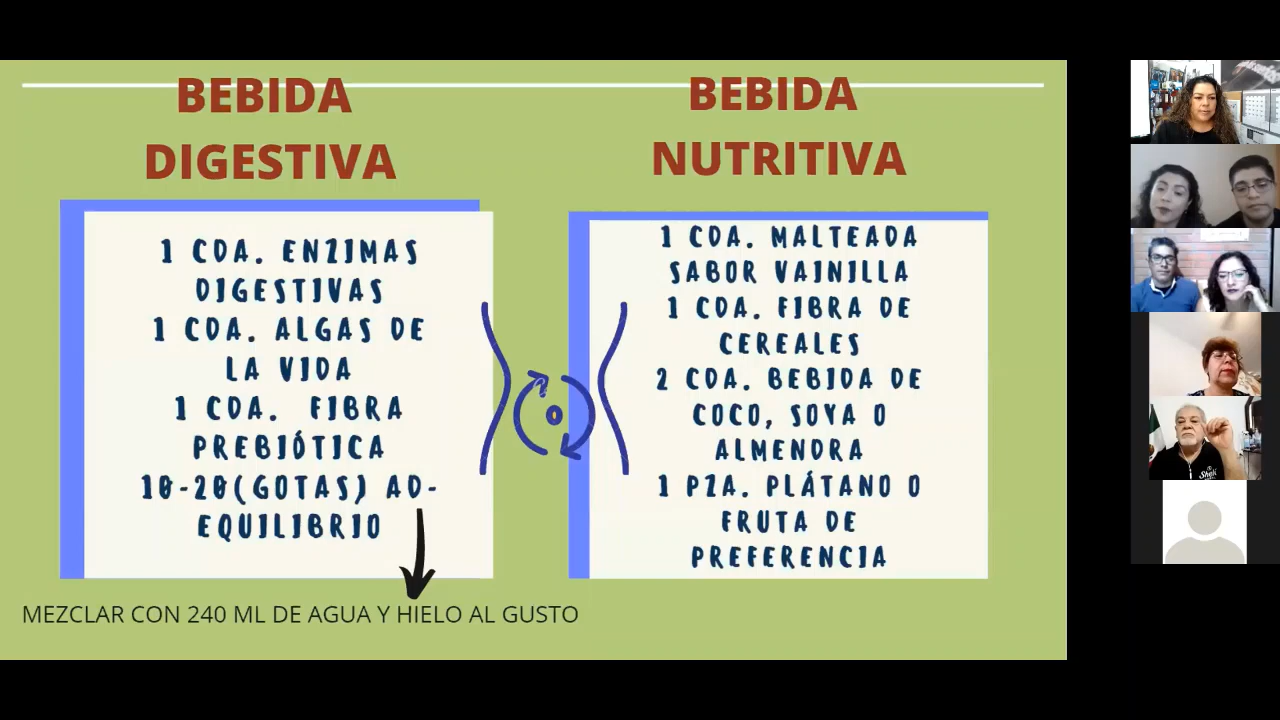 BEBIDA
DIGESTIVA
1 CDA. ENZIMAS
DIGESTIVAS
1 CDA. ALGAS DE
LA VIDA
1 CDA. FIBRA
PREBIÓTICA
10-20(GOTAS) AD-
EQUILIBRIO
BEBIDA
NUTRITIVA
1 CDA. MALTEADA
SABOR VAINILLA
1 CDA. FIBRA DE
CEREALES
2 CDA. BEBIDA DE
COCO, SOYA O
ALMENDRA
1 PZA. PLÁTANO O
FRUTA DE
PREFERENCIA
MEZCLAR CON 240 ML DE AGUA Y HIELO AL GUSTO